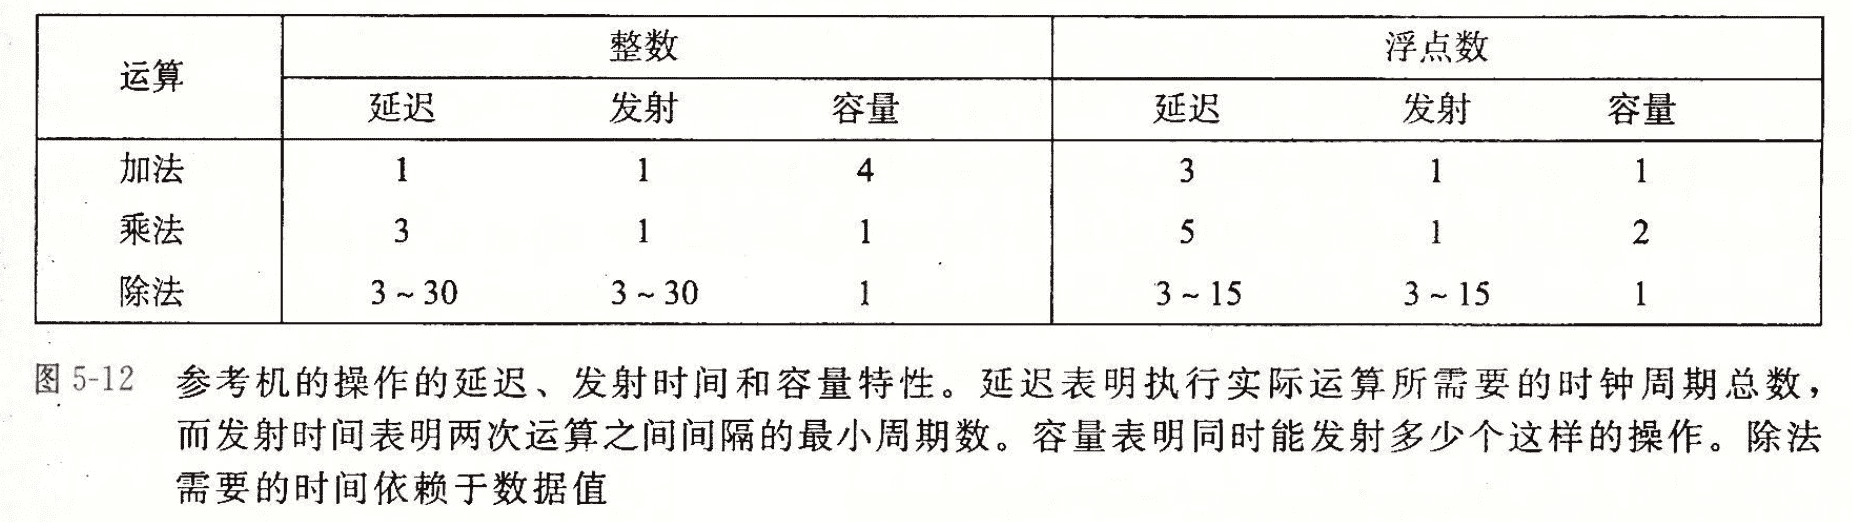 运算 整数 浮点数
延迟 发射 容量 延迟 发射 容量
加法 1 1 4 3 1 1
乘法 3 1 1 5 1 2
除法 3~30 3~30 1 3~15 3~15 1
图5-12 参考机的操作的延迟、发射时间和容量特性。延迟表明执行实际运算所需要的时钟周期总数，
而发射时间表明两次运算之间间隔的最小周期数。容量表明同时能发射多少个这样的操作。除法
需要的时间依赖于数据值